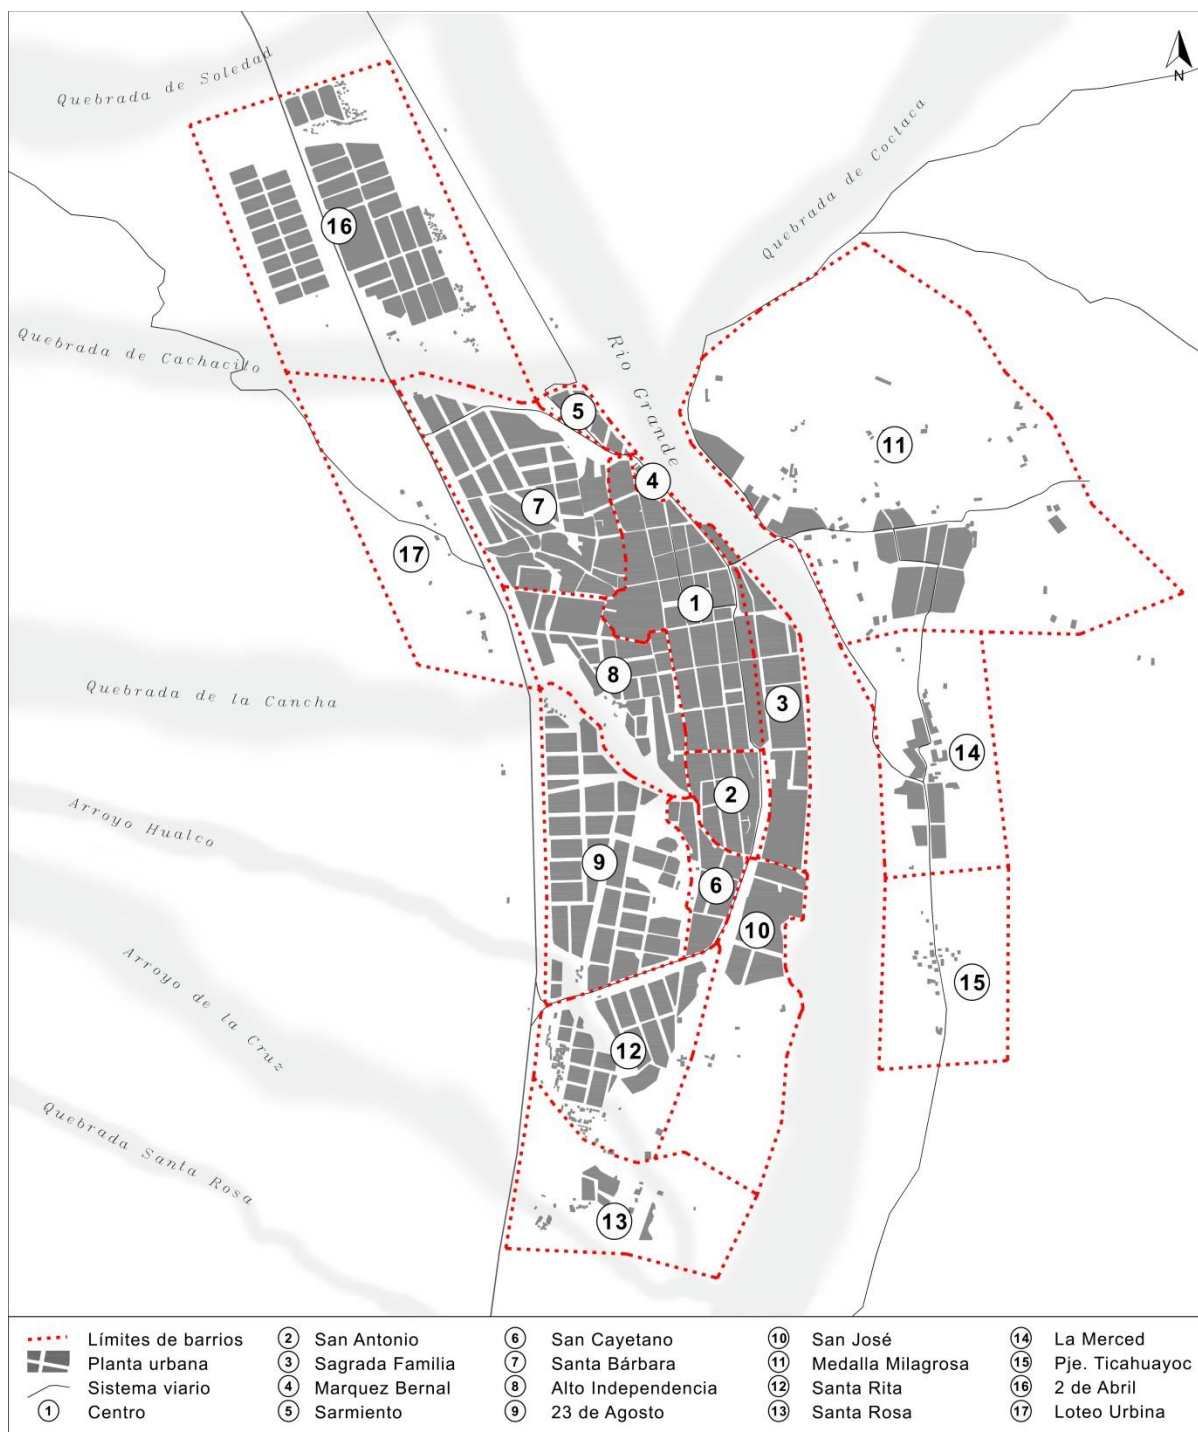 Quebrada de Soledad
N
Quebrada de Coctaca
16
Quebrada de Cachacito
Rio Grande
5
11
4
7
17
1
8
3
Quebrada de la Cancha
14
2
Arroyo Hualco
9
6
10
15
Arroyo de la Cruz
12
Quebrada Santa Rosa
13
Límites de barrios
Planta urbana
Sistema viario
1 Centro
2 San Antonio
3 Sagrada Familia
4 Marquez Bernal
5 Sarmiento
6 San Cayetano
7 Santa Bárbara
8 Alto Independencia
9 23 de Agosto
10 San José
11 Medalla Milagrosa
12 Santa Rita
13 Santa Rosa
14 La Merced
15 Pje. Ticahuayoc
16 2 de Abril
17 Loteo Urbina